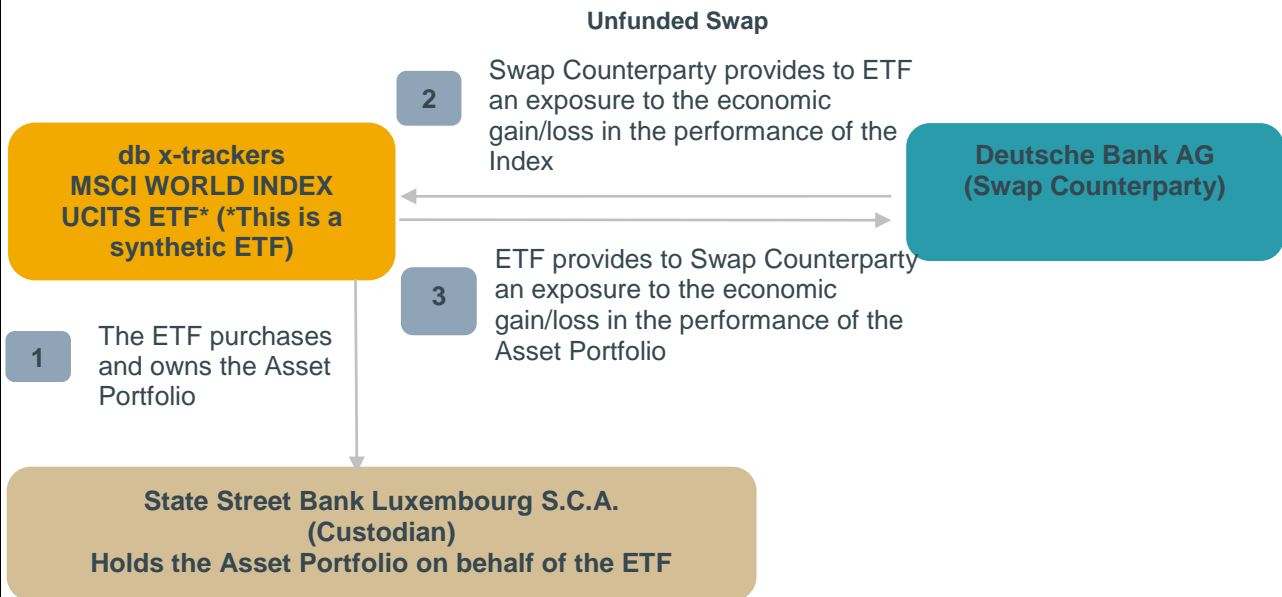 Unfunded Swap
2
Swap Counterparty provides to ETF
an exposure to the economic
gain/loss in the performance of the
Index
db x-trackers
MSCI WORLD INDEX
UCITS ETF* (*This is a
synthetic ETF)
Deutsche Bank AG
(Swap Counterparty)
3
ETF provides to Swap Counterparty
an exposure to the economic
gain/loss in the performance of the
Asset Portfolio
1
The ETF purchases
and owns the Asset
Portfolio
State Street Bank Luxembourg S.C.A.
(Custodian)
Holds the Asset Portfolio on behalf of the ETF